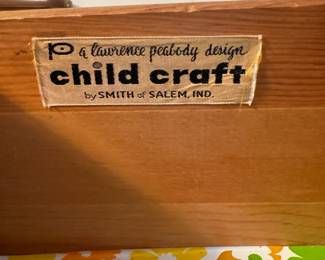 a lawrence peabody design
child craft
by SMITH of SALEM, IND.